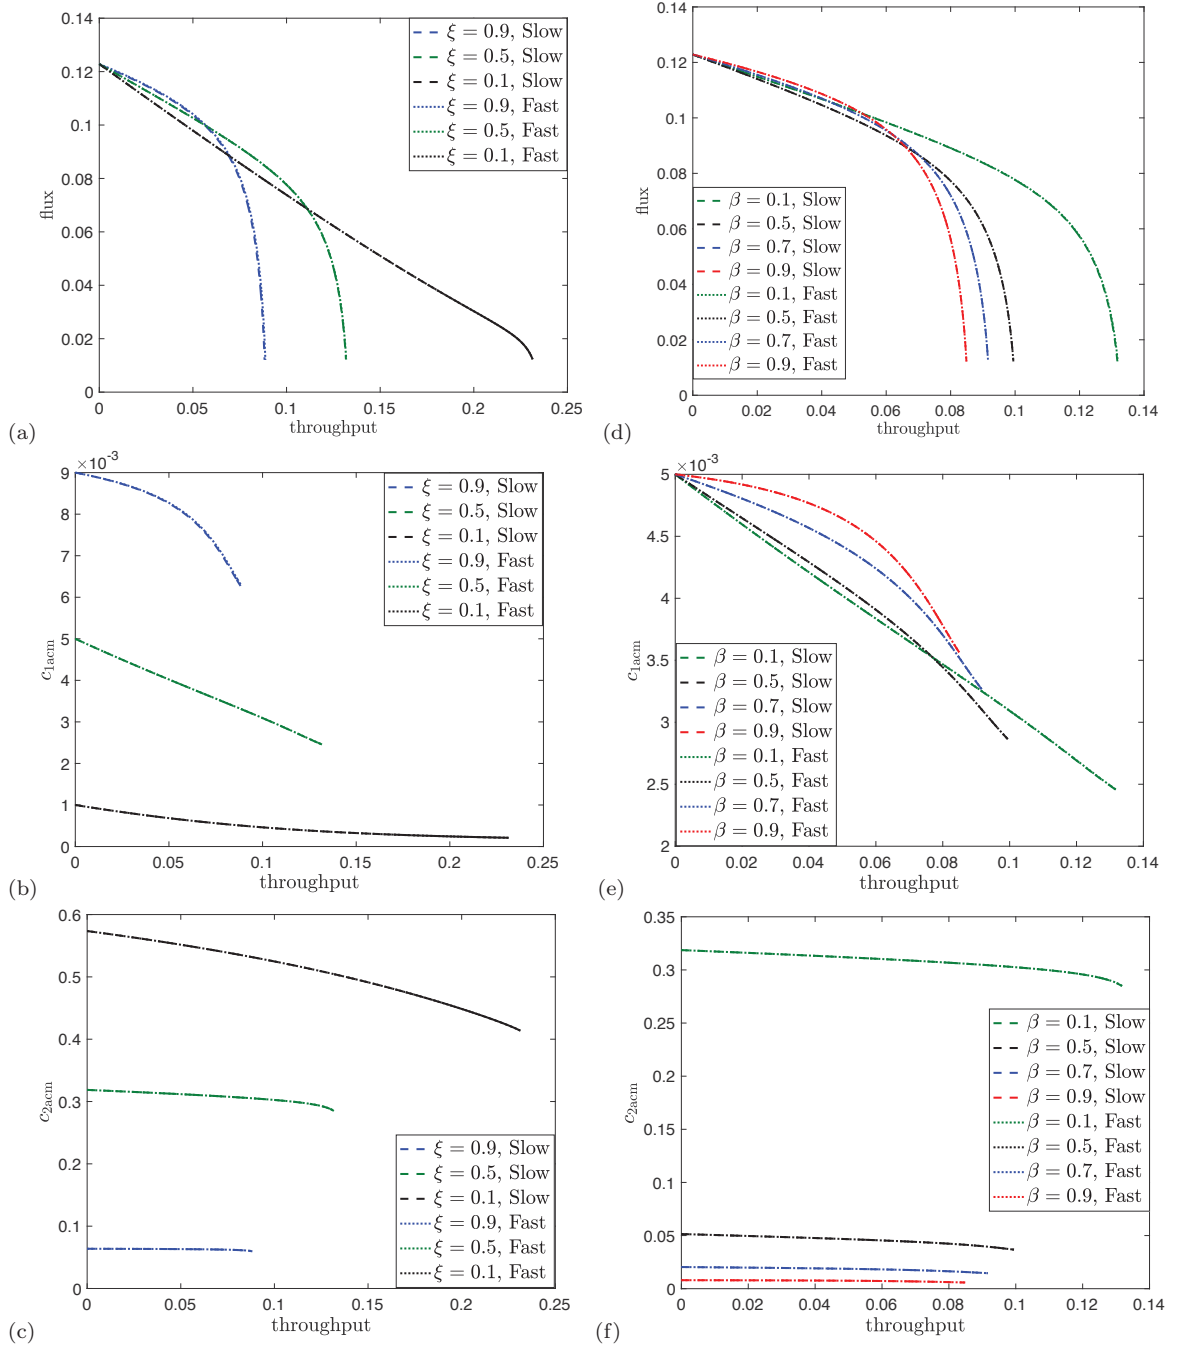 0.14
0.12
0.1
0.08
0.06
0.04
0.02
0
flux
ξ = 0.9, Slow
ξ = 0.5, Slow
ξ = 0.1, Slow
ξ = 0.9, Fast
ξ = 0.5, Fast
ξ = 0.1, Fast
0 0.05 0.1 0.15 0.2 0.25
throughput
(a)
0.14
0.12
0.1
0.08
0.06
0.04
0.02
0
flux
β = 0.1, Slow
β = 0.5, Slow
β = 0.7, Slow
β = 0.9, Slow
β = 0.1, Fast
β = 0.5, Fast
β = 0.7, Fast
β = 0.9, Fast
0 0.02 0.04 0.06 0.08 0.1 0.12 0.14
throughput
(d)
×10⁻³
9
8
7
6
5
4
3
2
1
0
c₁ₐcₘ
ξ = 0.9, Slow
ξ = 0.5, Slow
ξ = 0.1, Slow
ξ = 0.9, Fast
ξ = 0.5, Fast
ξ = 0.1, Fast
0 0.05 0.1 0.15 0.2 0.25
throughput
(b)
×10⁻³
5
4.5
4
3.5
3
2.5
2
c₁ₐcₘ
β = 0.1, Slow
β = 0.5, Slow
β = 0.7, Slow
β = 0.9, Slow
β = 0.1, Fast
β = 0.5, Fast
β = 0.7, Fast
β = 0.9, Fast
0 0.02 0.04 0.06 0.08 0.1 0.12 0.14
throughput
(e)
0.6
0.5
0.4
0.3
0.2
0.1
0
c₂ₐcₘ
ξ = 0.9, Slow
ξ = 0.5, Slow
ξ = 0.1, Slow
ξ = 0.9, Fast
ξ = 0.5, Fast
ξ = 0.1, Fast
0 0.05 0.1 0.15 0.2 0.25
throughput
(c)
0.35
0.3
0.25
0.2
0.15
0.1
0.05
0
c₂ₐcₘ
β = 0.1, Slow
β = 0.5, Slow
β = 0.7, Slow
β = 0.9, Slow
β = 0.1, Fast
β = 0.5, Fast
β = 0.7, Fast
β = 0.9, Fast
0 0.02 0.04 0.06 0.08 0.1 0.12 0.14
throughput
(f)